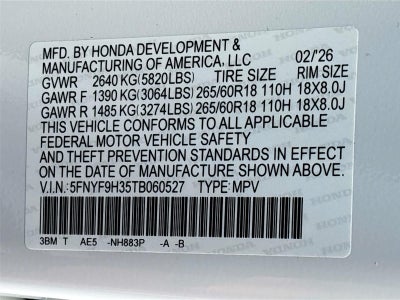 MFD. BY HONDA DEVELOPMENT &
MANUFACTURING OF AMERICA, LLC 02/'26
GVWR 2640 KG(5820LBS) TIRE SIZE RIM SIZE
GAWR F 1390 KG(3064LBS) 265/60R18 110H 18X8.0J
GAWR R 1485 KG(3274LBS) 265/60R18 110H 18X8.0J
THIS VEHICLE CONFORMS TO ALL APPLICABLE
FEDERAL MOTOR VEHICLE SAFETY
AND THEFT PREVENTION STANDARDS IN EFFECT
ON THE DATE OF MANUFACTURE SHOWN ABOVE.
V.I.N.: 5FNYF9H35TB060527 TYPE: MPV
3BM T AE5 -NH883P -A -B